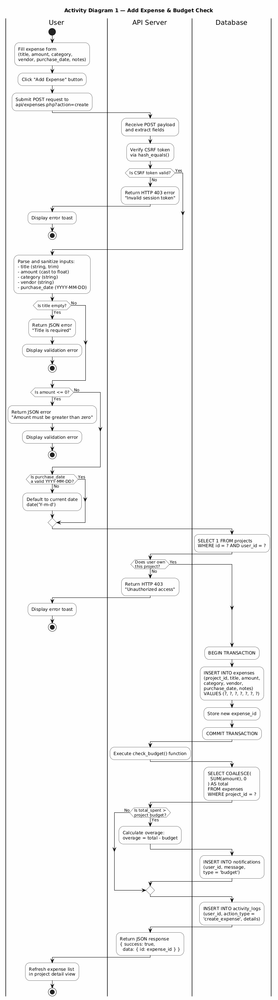 Activity Diagram 1 — Add Expense & Budget Check
User
API Server
Database
Fill expense form
(title, amount, category,
vendor, purchase_date, notes)
Click "Add Expense" button
Submit POST request to
api/expenses.php?action=create
Receive POST payload
and extract fields
Verify CSRF token
via hash_equals()
Is CSRF token valid?
Yes
No
Return HTTP 403 error
"Invalid session token"
Display error toast
Parse and sanitize inputs:
- title (string, trim)
- amount (cast to float)
- category (string)
- vendor (string)
- purchase_date (YYYY-MM-DD)
Is title empty?
No
Yes
Return JSON error
"Title is required"
Display validation error
Is amount <= 0?
No
Yes
Return JSON error
"Amount must be greater than zero"
Display validation error
Is purchase_date
a valid YYYY-MM-DD?
Yes
No
Default to current date
date('Y-m-d')
SELECT 1 FROM projects
WHERE id = ? AND user_id = ?
Does user own
this project?
Yes
No
Return HTTP 403
"Unauthorized access"
Display error toast
BEGIN TRANSACTION
INSERT INTO expenses
(project_id, title, amount,
category, vendor,
purchase_date, notes)
VALUES (?, ?, ?, ?, ?, ?, ?)
Store new expense_id
COMMIT TRANSACTION
Execute check_budget() function
SELECT COALESCE(
SUM(amount), 0
) AS total
FROM expenses
WHERE project_id = ?
No
Is total_spent >
project budget?
Yes
Calculate overage:
overage = total - budget
INSERT INTO notifications
(user_id, message,
type = 'budget')
INSERT INTO activity_logs
(user_id, action_type =
'create_expense', details)
Return JSON response
{ success: true,
data: { id: expense_id } }
Refresh expense list
in project detail view